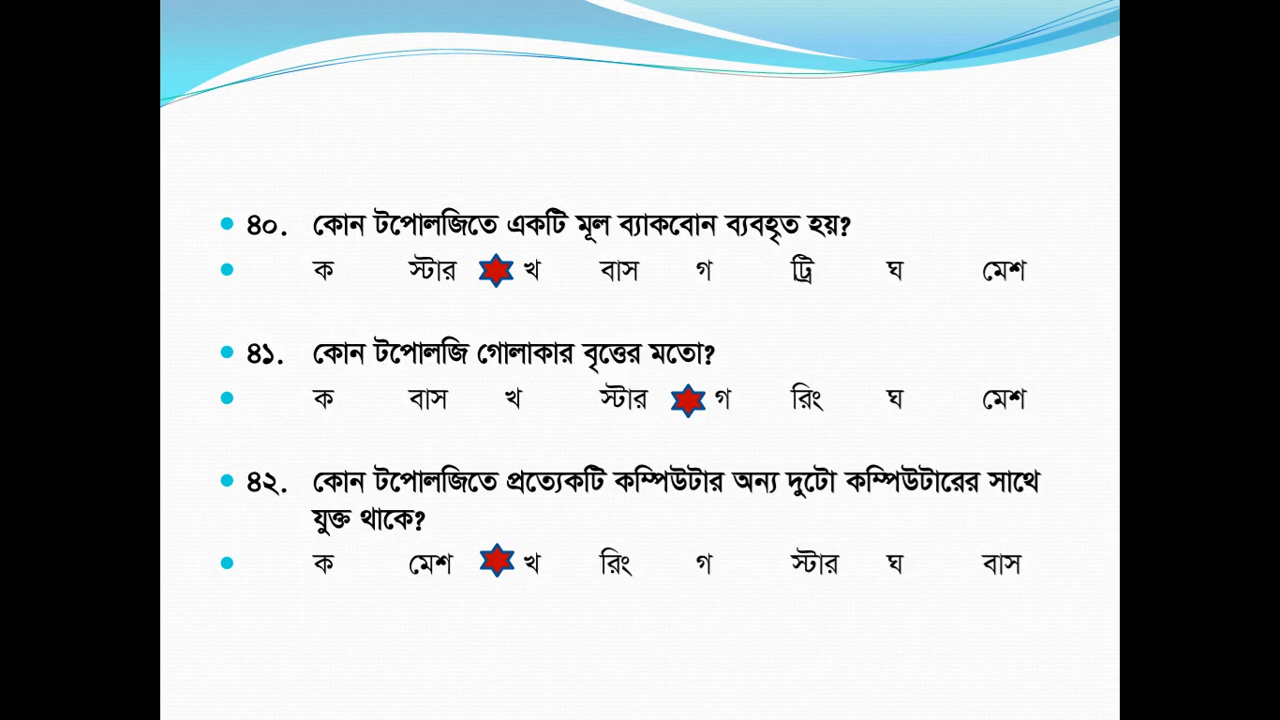 ৪০. কোন টপোলজিতে একটি মূল ব্যাকবোন ব্যবহৃত হয়?
ক স্টার খ বাস গ ট্রি ঘ মেশ
৪১. কোন টপোলজি গোলাকার বৃত্তের মতো?
ক বাস খ স্টার গ রিং ঘ মেশ
৪২. কোন টপোলজিতে প্রত্যেকটি কম্পিউটার অন্য দুটো কম্পিউটারের সাথে
যুক্ত থাকে?
ক মেশ খ রিং গ স্টার ঘ বাস